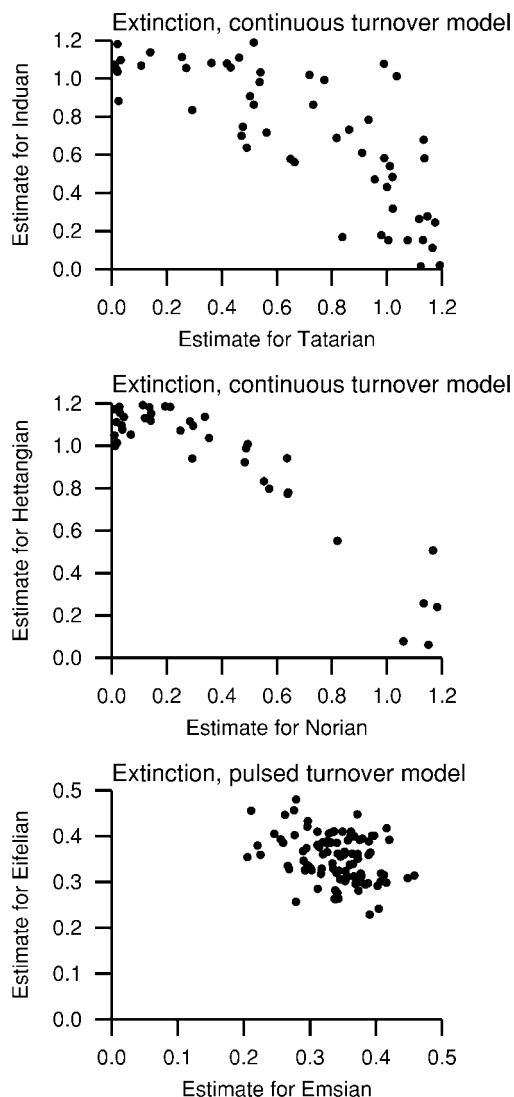 Extinction, continuous turnover model
1.2
1.0
0.8
0.6
0.4
0.2
0.0
Estimate for Induan
0.0 0.2 0.4 0.6 0.8 1.0 1.2
Estimate for Tatarian
Extinction, continuous turnover model
1.2
1.0
0.8
0.6
0.4
0.2
0.0
Estimate for Hettangian
0.0 0.2 0.4 0.6 0.8 1.0 1.2
Estimate for Norian
Extinction, pulsed turnover model
0.5
0.4
0.3
0.2
0.1
0.0
Estimate for Eifelian
0.0 0.1 0.2 0.3 0.4 0.5
Estimate for Emsian